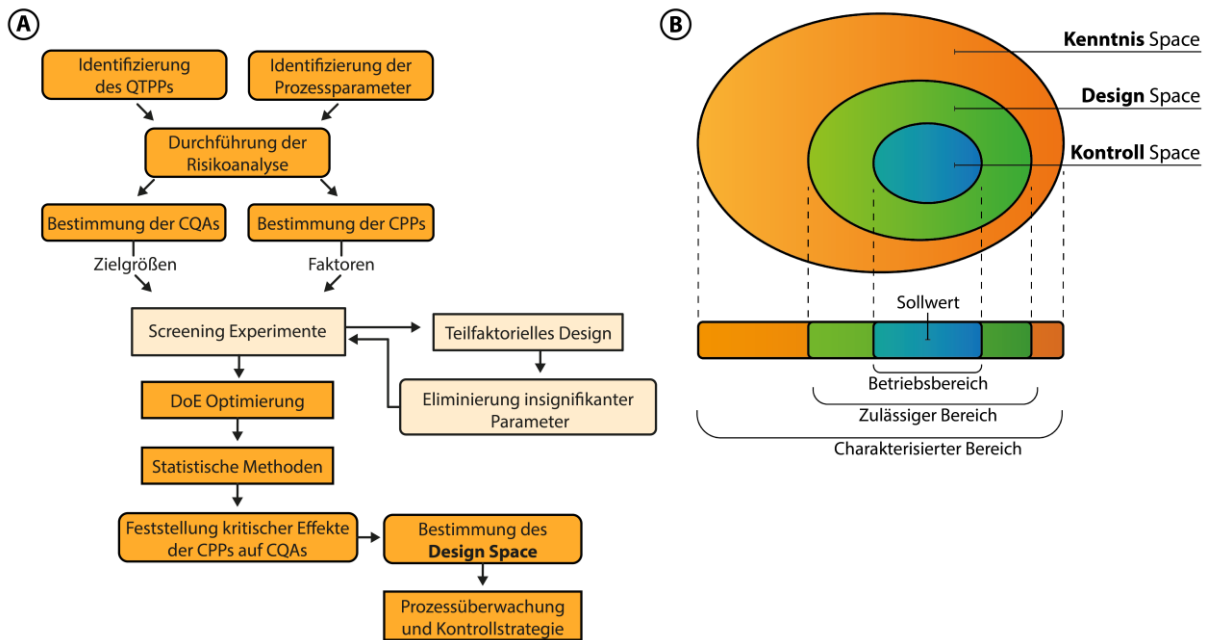 A
Identifizierung
des QTPPs
Identifizierung der
Prozessparameter
Durchführung der
Risikoanalyse
Bestimmung der CQAs
Bestimmung der CPPs
Zielgrößen
Faktoren
Screening Experimente
Teilfaktorielles Design
Eliminierung insignifikanter
Parameter
DoE Optimierung
Statistische Methoden
Feststellung kritischer Effekte
der CPPs auf CQAs
Bestimmung des
Design Space
Prozessüberwachung
und Kontrollstrategie
B
Kenntnis Space
Design Space
Kontroll Space
Sollwert
Betriebsbereich
Zulässiger Bereich
Charakterisierter Bereich